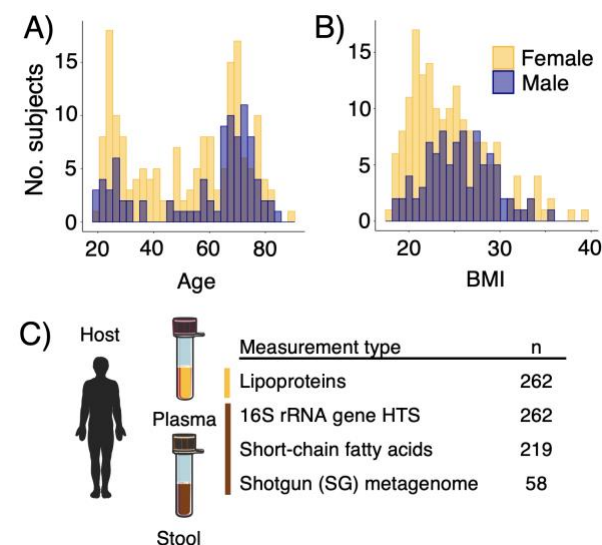 A)
No. subjects
15
10
5
0
20 40 60 80
Age
B)
15
10
5
0
20 30 40
BMI
Female
Male
C)
Host
Plasma
Stool
Measurement type n
Lipoproteins 262
16S rRNA gene HTS 262
Short-chain fatty acids 219
Shotgun (SG) metagenome 58